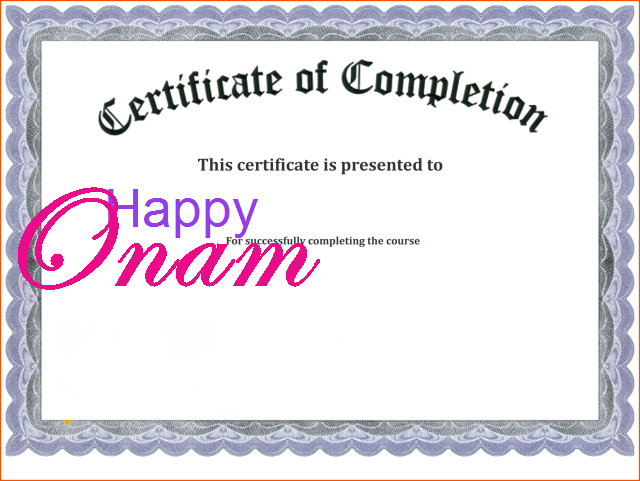 Certificate of Completion
This certificate is presented to
Happy
Onam
For successfully completing the course